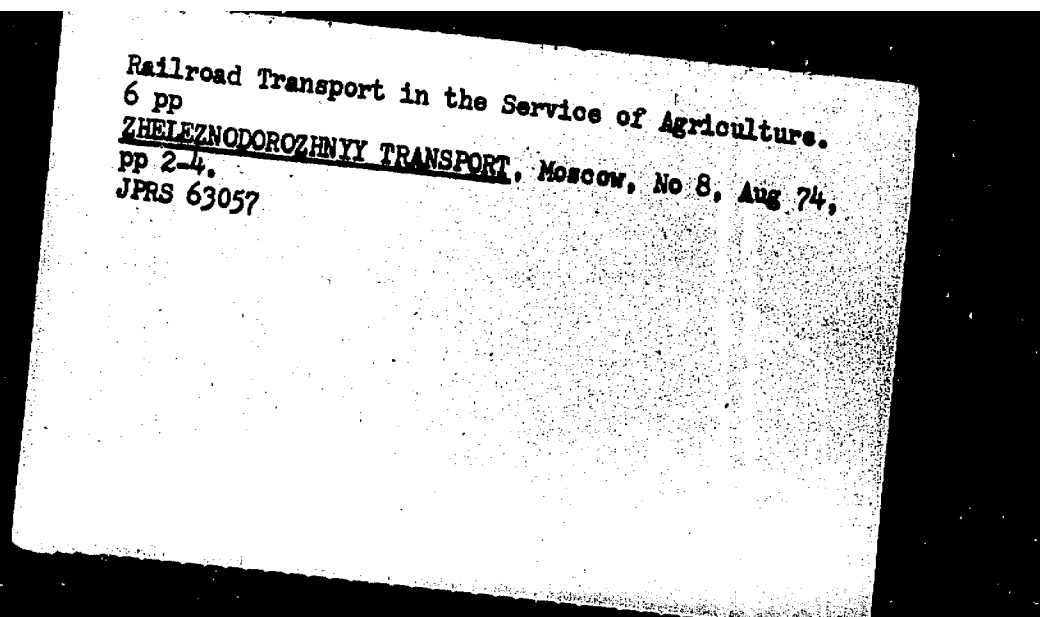 Railroad Transport in the Service of Agriculture.
6 pp
ZHELEZNODOROZHNYY TRANSPORT, Moscow, No 8, Aug 74,
pp 2-4.
JPRS 63057